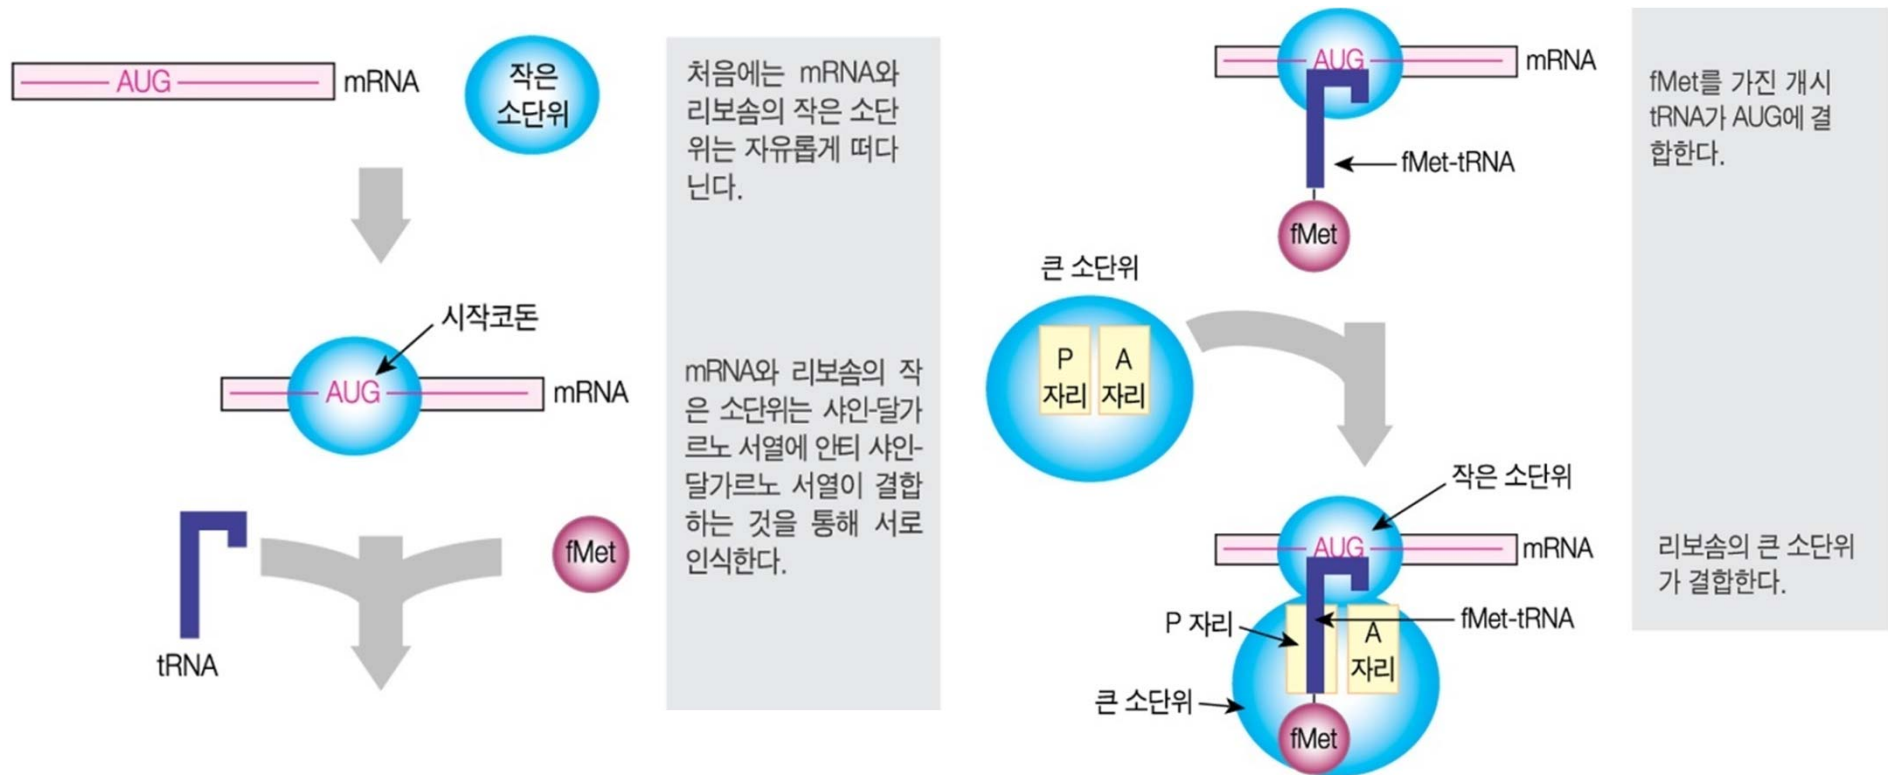 AUG
mRNA
작은
소단위
처음에는 mRNA와
리보솜의 작은 소단
위는 자유롭게 떠다
닌다.
시작코돈
AUG
mRNA
mRNA와 리보솜의 작
은 소단위는 샤인-달가
르노 서열에 안티 샤인-
달가르노 서열이 결합
하는 것을 통해 서로
인식한다.
tRNA
fMet
AUG
mRNA
fMet-tRNA
fMet
fMet를 가진 개시
tRNA가 AUG에 결
합한다.
큰 소단위
P
자리
A
자리
작은 소단위
AUG
mRNA
P 자리
fMet-tRNA
A
자리
큰 소단위
fMet
리보솜의 큰 소단위
가 결합한다.